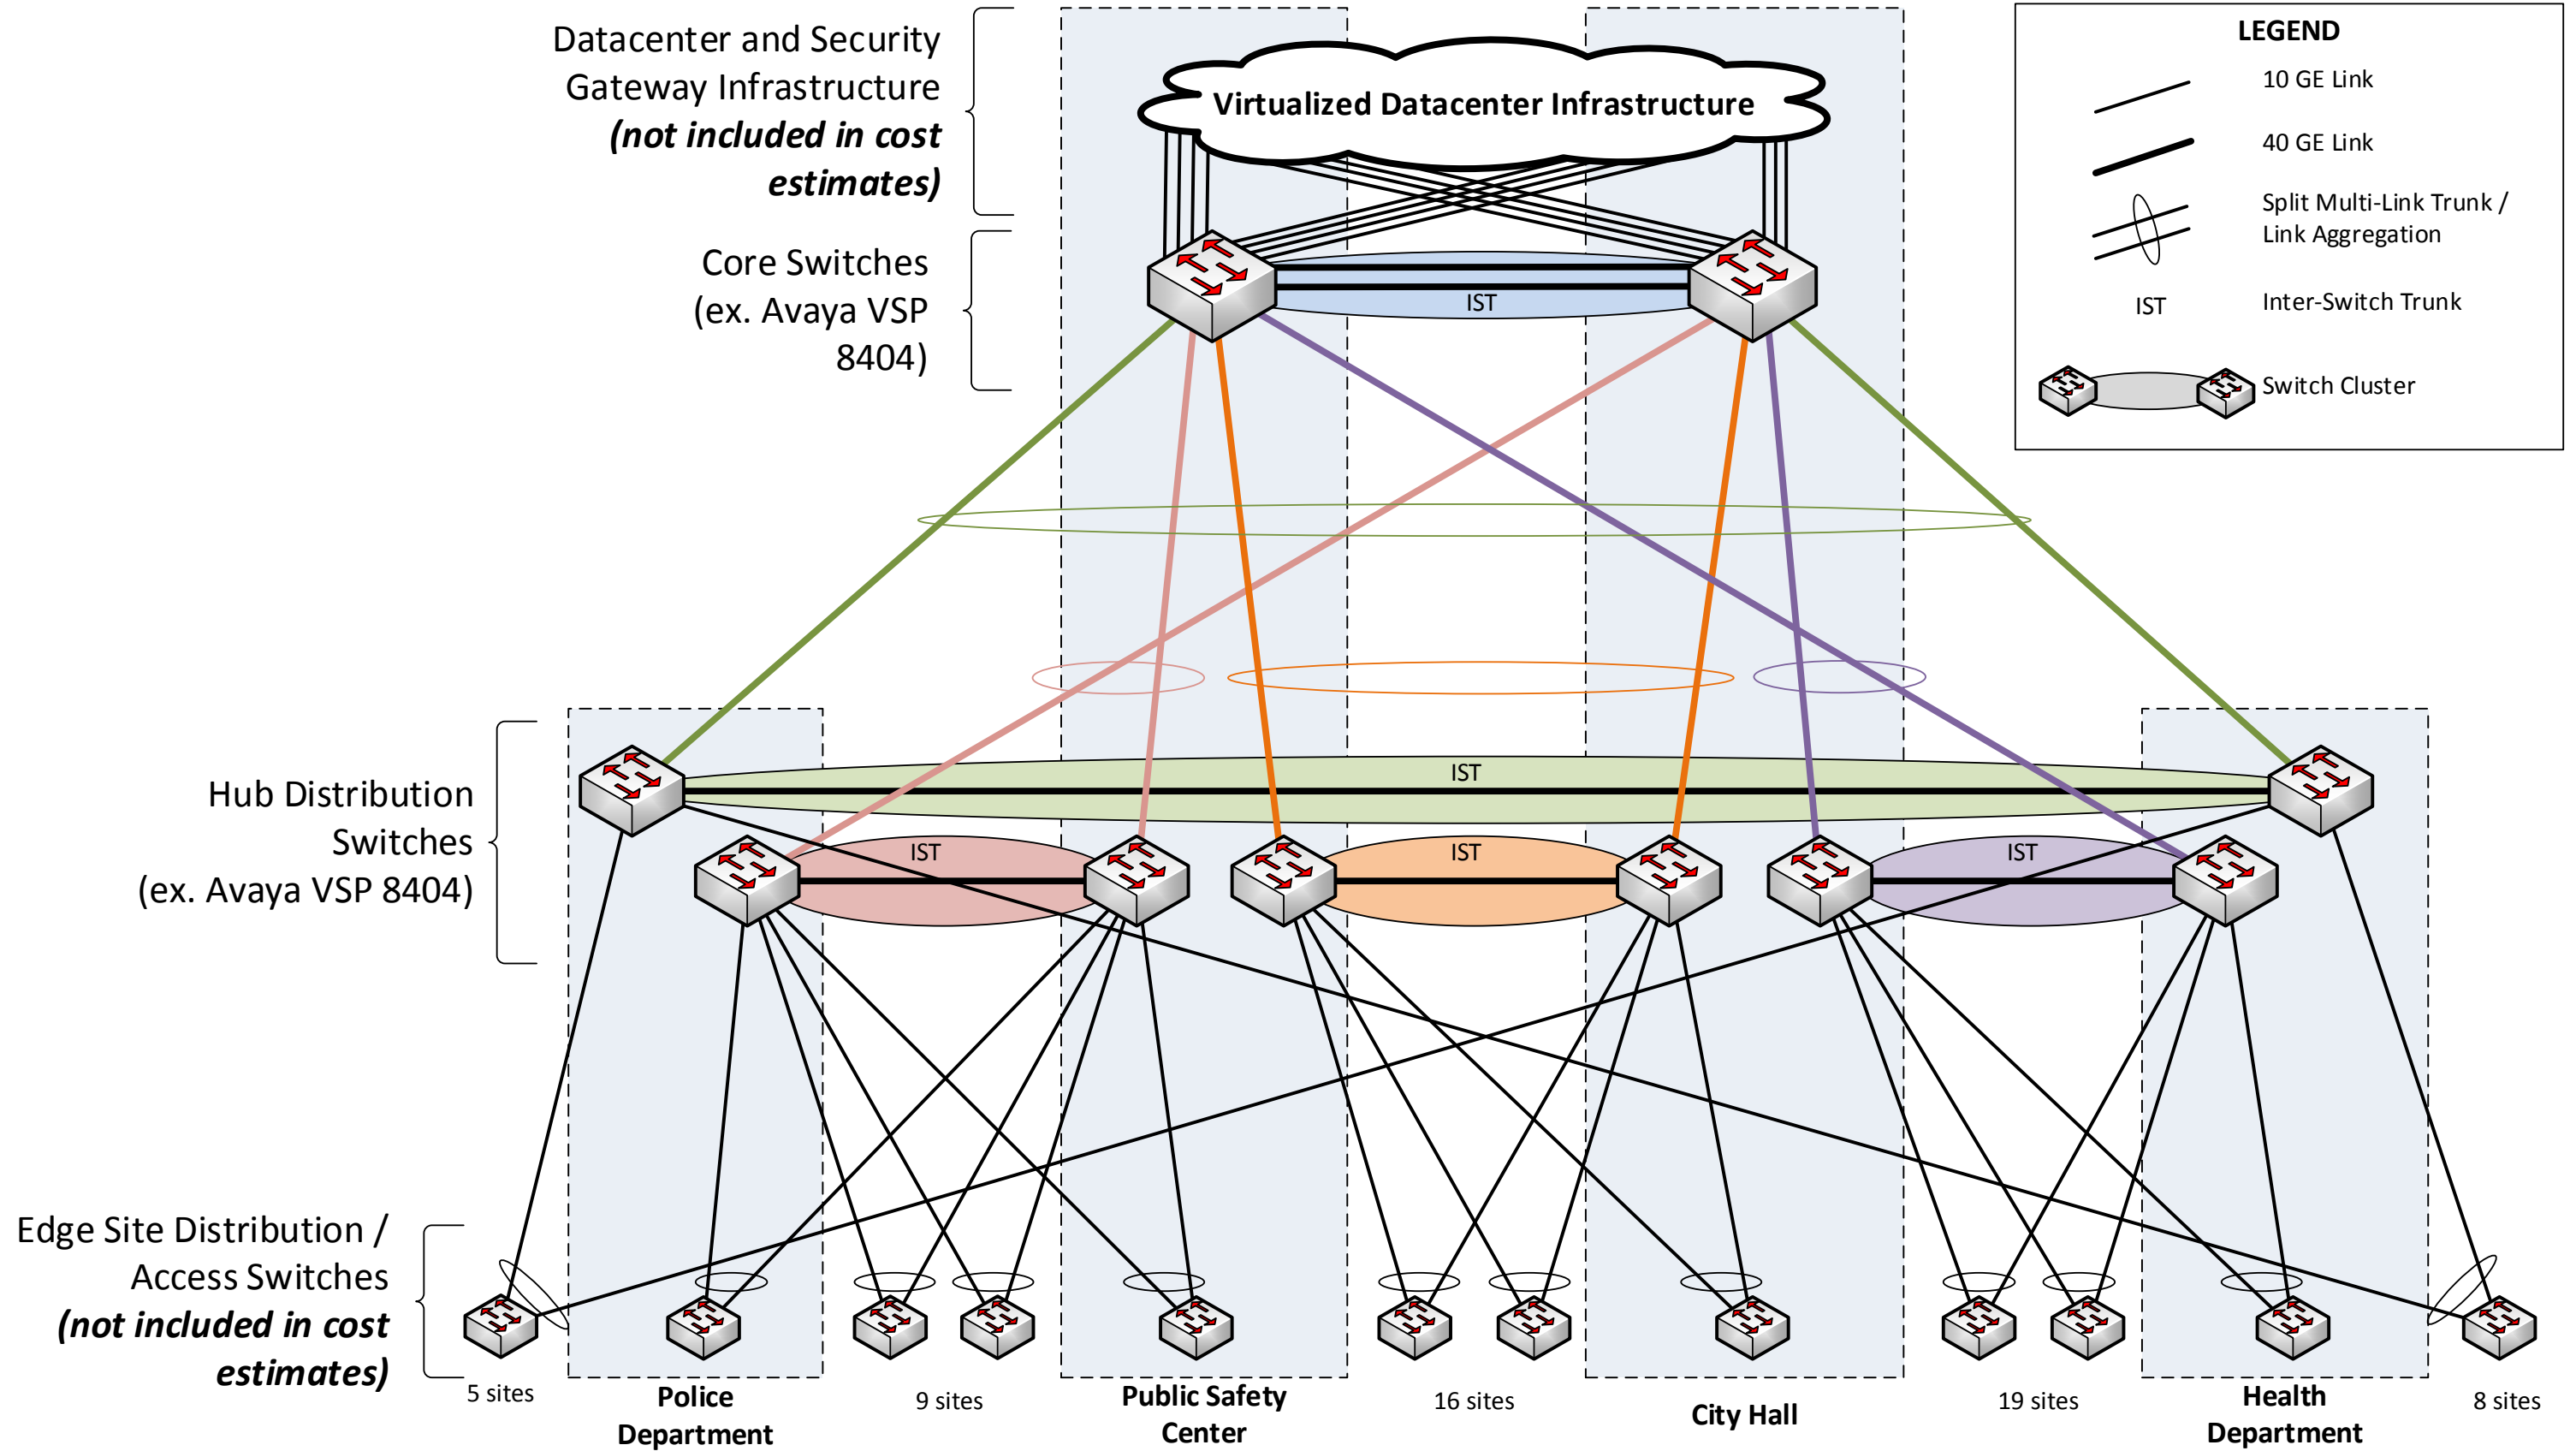 Datacenter and Security
Gateway Infrastructure
(not included in cost
estimates)
Virtualized Datacenter Infrastructure
LEGEND
10 GE Link
40 GE Link
Split Multi-Link Trunk /
Link Aggregation
IST
Inter-Switch Trunk
Switch Cluster
Core Switches
(ex. Avaya VSP
8404)
IST
Hub Distribution
Switches
(ex. Avaya VSP 8404)
IST
IST
IST
IST
Edge Site Distribution /
Access Switches
(not included in cost
estimates)
5 sites
Police
Department
9 sites
Public Safety
Center
16 sites
City Hall
19 sites
Health
Department
8 sites